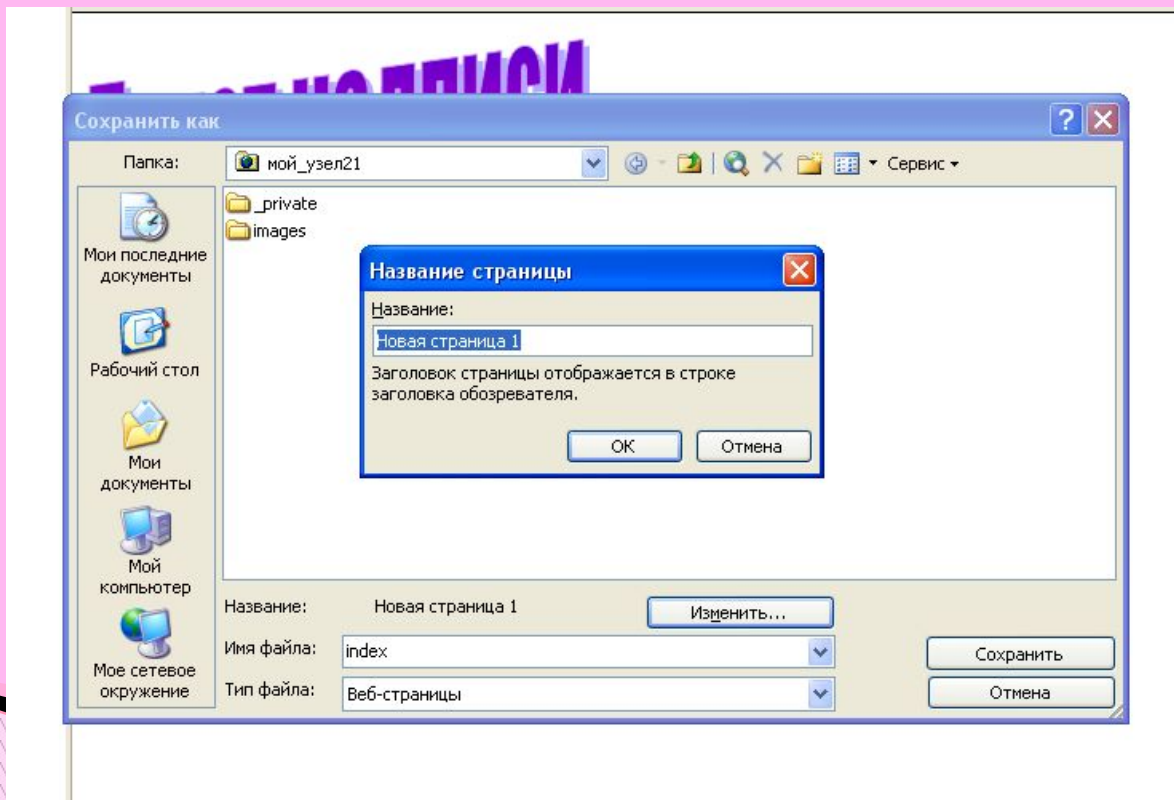 Сохранить как
Папка:
мой_узел21
Сервис
_private
images
Мои последние
документы
Рабочий стол
Мои
документы
Мой
компьютер
Мое сетевое
окружение
Название страницы
Название:
Новая страница 1
Заголовок страницы отображается в строке
заголовка обозревателя.
ОК
Отмена
Название:
Новая страница 1
Изменить...
Имя файла:
index
Сохранить
Тип файла:
Веб-страницы
Отмена